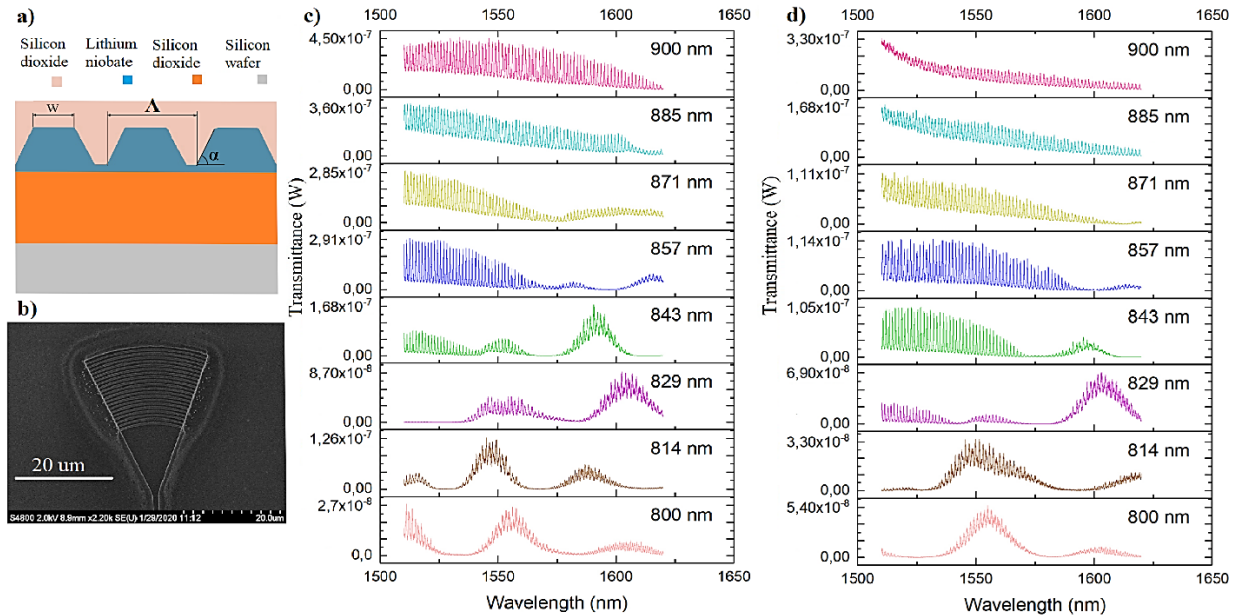 a)
Silicon dioxide
Lithium niobate
Silicon dioxide
Silicon wafer
w
Λ
α
b)
20 um
S4800 2.0kV 8.9mm x2.20k SE(U) 1/28/2020 11:12
20.0um
c)
1500 1550 1600 1650
4,50x10⁻⁷
0,00
900 nm
3,60x10⁻⁷
0,00
885 nm
2,85x10⁻⁷
0,00
871 nm
2,91x10⁻⁷
0,00
857 nm
1,68x10⁻⁷
0,00
843 nm
8,70x10⁻⁸
0,00
829 nm
1,26x10⁻⁷
0,00
814 nm
2,7x10⁻⁸
0,0
800 nm
Transmittance (W)
1500 1550 1600 1650
Wavelength (nm)
d)
1500 1550 1600 1650
3,30x10⁻⁷
0,00
900 nm
1,68x10⁻⁷
0,00
885 nm
1,11x10⁻⁷
0,00
871 nm
1,14x10⁻⁷
0,00
857 nm
1,05x10⁻⁷
0,00
843 nm
6,90x10⁻⁸
0,00
829 nm
3,30x10⁻⁸
0,00
814 nm
5,40x10⁻⁸
0,00
800 nm
Transmittance (W)
1500 1550 1600 1650
Wavelength (nm)